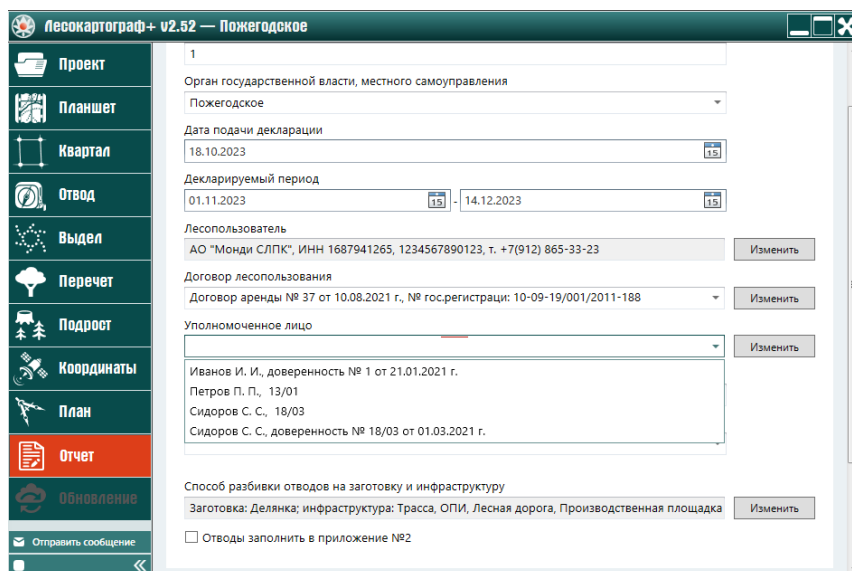 Лесокартограф+ v2.52 — Пожегодское
Проект
Планшет
Квартал
Отвод
Выдел
Перечет
Подрост
Координаты
План
Отчет
Обновление
Отправить сообщение
1
Орган государственной власти, местного самоуправления
Пожегодское
Дата подачи декларации
18.10.2023 15
Декларируемый период
01.11.2023 15 - 14.12.2023 15
Лесопользователь
АО "Монди СЛПК", ИНН 1687941265, 1234567890123, т. +7(912) 865-33-23 Изменить
Договор лесопользования
Договор аренды № 37 от 10.08.2021 г., № гос.регистраци: 10-09-19/001/2011-188 Изменить
Уполномоченное лицо
Изменить
Иванов И. И., доверенность № 1 от 21.01.2021 г.
Петров П. П., 13/01
Сидоров С. С., 18/03
Сидоров С. С., доверенность № 18/03 от 01.03.2021 г.
Способ разбивки отводов на заготовку и инфраструктуру
Заготовка: Делянка; инфраструктура: Трасса, ОПИ, Лесная дорога, Производственная площадка Изменить
Отводы заполнить в приложение №2